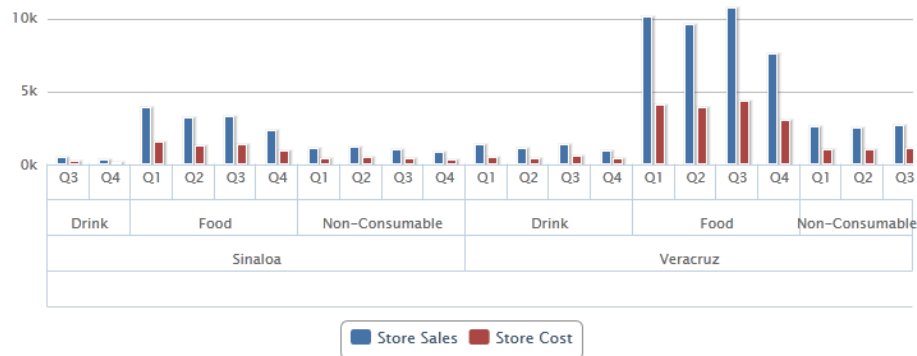 10k
5k
0k
Q3 Q4 Q1 Q2 Q3 Q4 Q1 Q2 Q3 Q4 Q1 Q2 Q3 Q4 Q1 Q2 Q3 Q4 Q1 Q2 Q3
Drink Food Non-Consumable Drink Food Non-Consumable
Sinaloa Veracruz
Store Sales Store Cost